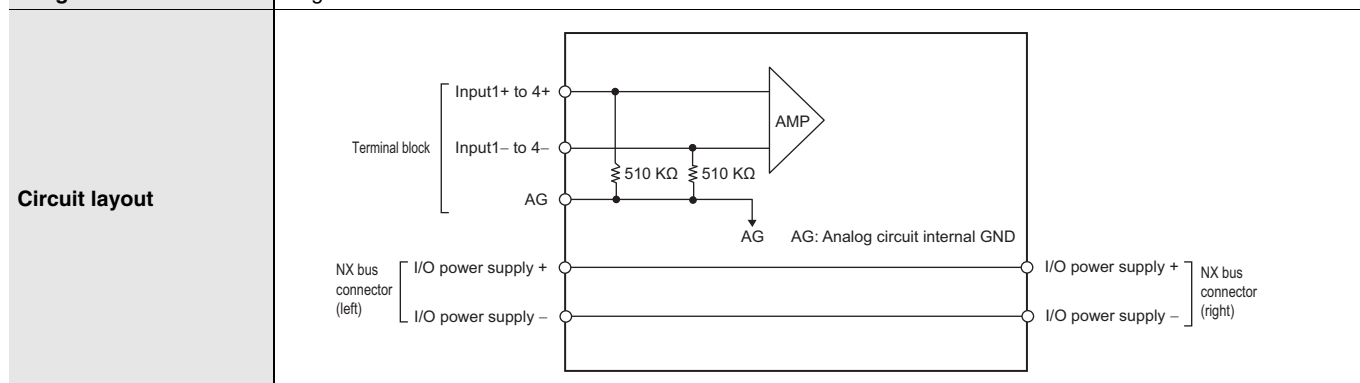 Circuit layout
Input1+ to 4+
AMP
Terminal block
Input1– to 4–
510 KΩ
510 KΩ
AG
AG
AG: Analog circuit internal GND
NX bus
connector
(left)
I/O power supply +
I/O power supply –
I/O power supply +
I/O power supply –
NX bus
connector
(right)